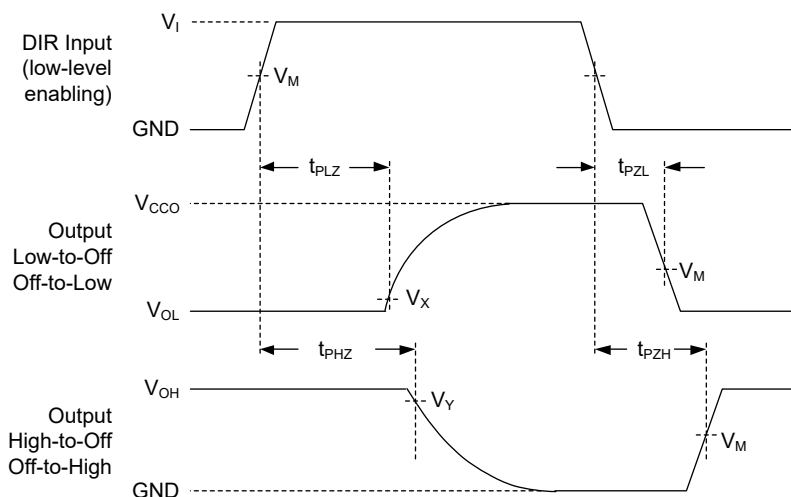 V_I
DIR Input
(low-level
enabling)
V_M
GND
t_PLZ
t_PZL
V_CCO
Output
Low-to-Off
Off-to-Low
V_M
V_X
V_OL
t_PHZ
t_PZH
V_OH
V_Y
Output
High-to-Off
Off-to-High
V_M
GND